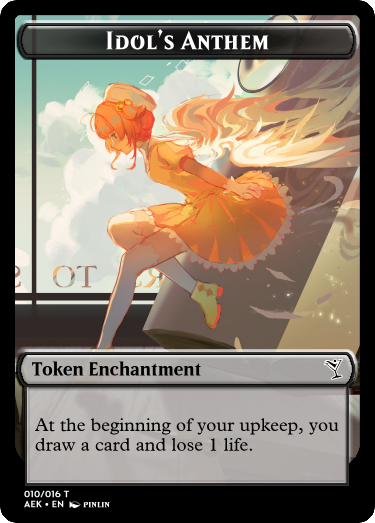 Idol's Anthem
TO S
Token Enchantment
At the beginning of your upkeep, you
draw a card and lose 1 life.
010/016 T
AEK • EN PINLIN